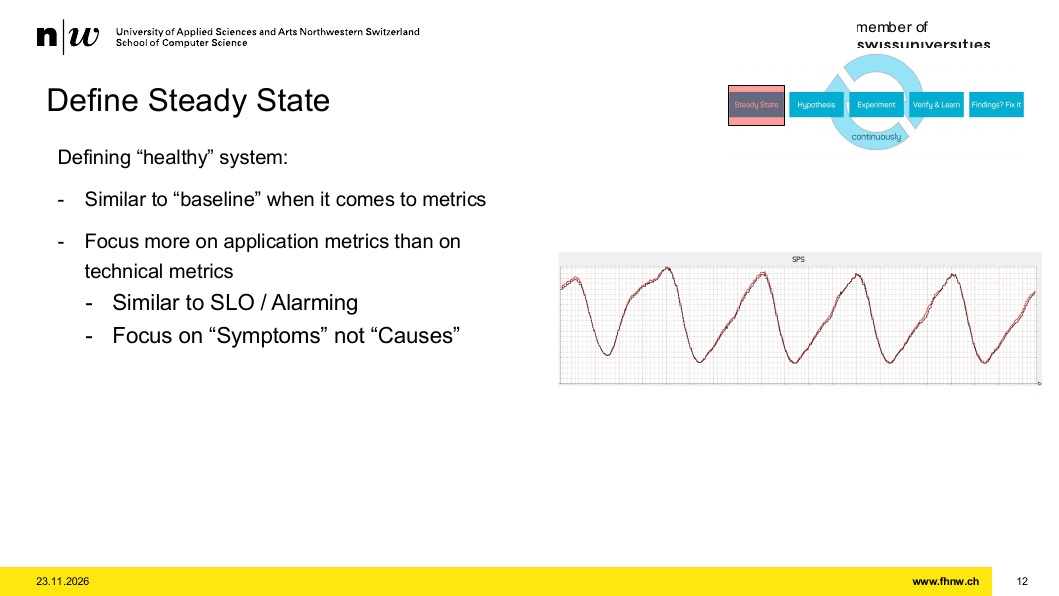 University of Applied Sciences and Arts Northwestern Switzerland
School of Computer Science
member of
swissuniversities
Define Steady State
Steady State
Hypothesis
Experiment
Verify & Learn
Findings? Fix it
continuously
Defining “healthy” system:
- Similar to “baseline” when it comes to metrics
- Focus more on application metrics than on
technical metrics
- Similar to SLO / Alarming
- Focus on “Symptoms” not “Causes”
SPS
23.11.2026
www.fhnw.ch
12